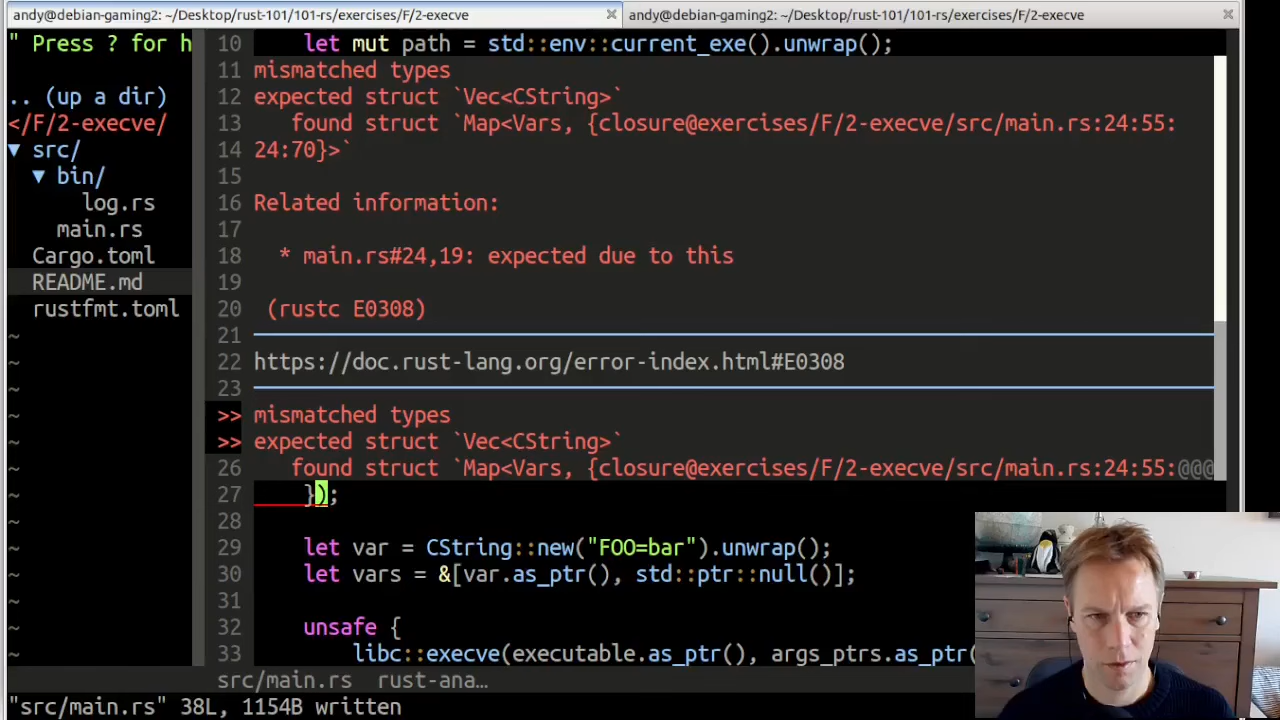 andy@debian-gaming2: ~/Desktop/rust-101/101-rs/exercises/F/2-execve
andy@debian-gaming2: ~/Desktop/rust-101/101-rs/exercises/F/2-execve
" Press ? for h
.. (up a dir)
</F/2-execve/
▼ src/
▼ bin/
log.rs
main.rs
Cargo.toml
README.md
rustfmt.toml
~
~
~
~
~
~
~
~
~
~
~
~
~
10 let mut path = std::env::current_exe().unwrap();
11 mismatched types
12 expected struct `Vec<CString>`
13 found struct `Map<Vars, {closure@exercises/F/2-execve/src/main.rs:24:55:
14 24:70}>`
15
16 Related information:
17
18 * main.rs#24,19: expected due to this
19
20 (rustc E0308)
21
22 https://doc.rust-lang.org/error-index.html#E0308
23
>> mismatched types
>> expected struct `Vec<CString>`
26 found struct `Map<Vars, {closure@exercises/F/2-execve/src/main.rs:24:55:@@@
27 });
28
29 let var = CString::new("FOO=bar").unwrap();
30 let vars = &[var.as_ptr(), std::ptr::null()];
31
32 unsafe {
33 libc::execve(executable.as_ptr(), args_ptrs.as_ptr(
src/main.rs rust-ana…
"src/main.rs" 38L, 1154B written